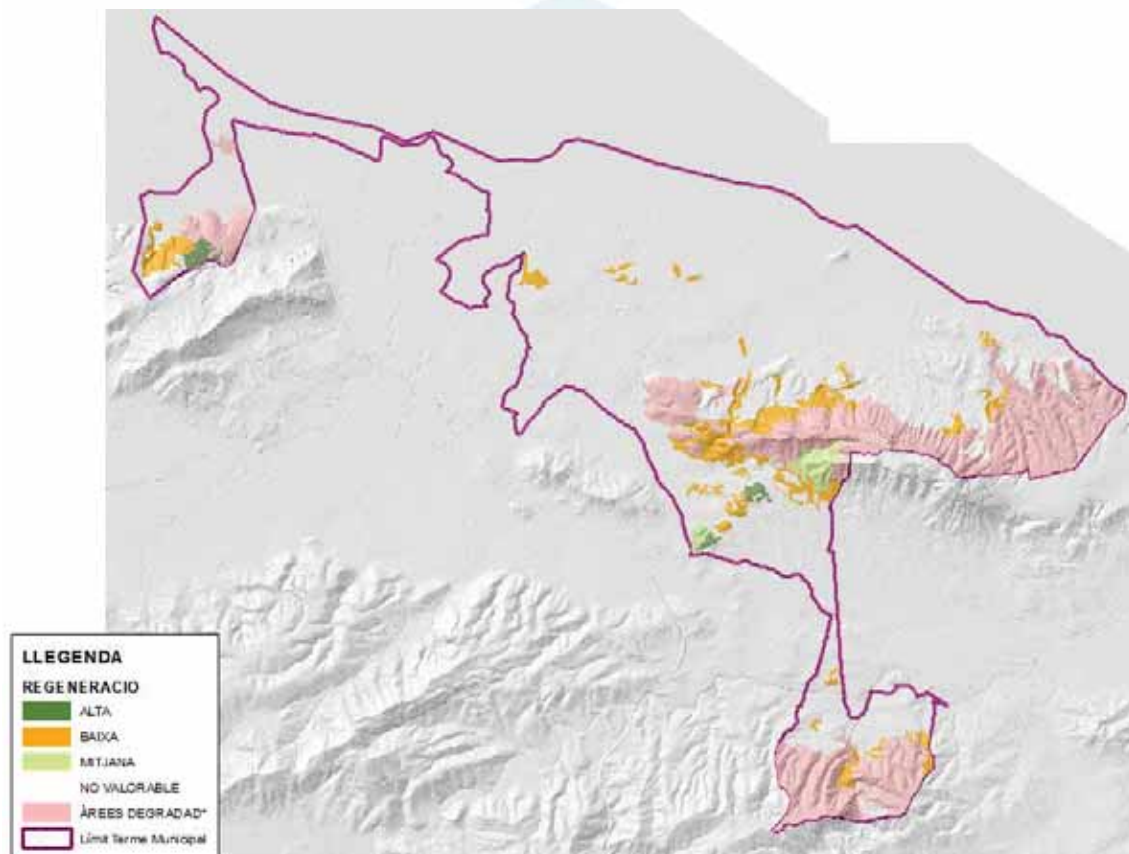 LLEGENDA
REGENERACIO
ALTA
BAIXA
MITJANA
NO VALORABLE
ÀREES DEGRADAD*
Límit Terme Municipal